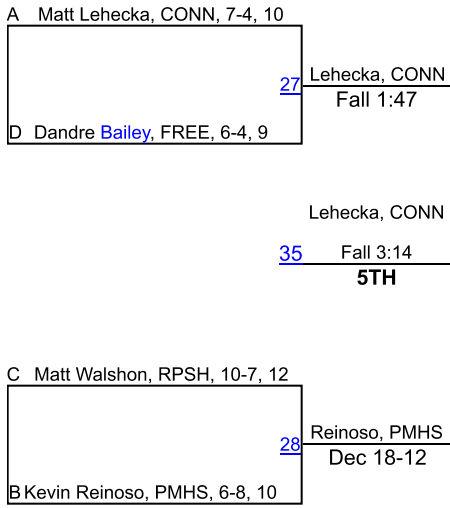 A Matt Lehecka, CONN, 7-4, 10
27 Lehecka, CONN
Fall 1:47
D Dandre Bailey, FREE, 6-4, 9
Lehecka, CONN
35 Fall 3:14
5TH
C Matt Walshon, RPSH, 10-7, 12
28 Reinoso, PMHS
Dec 18-12
B Kevin Reinoso, PMHS, 6-8, 10